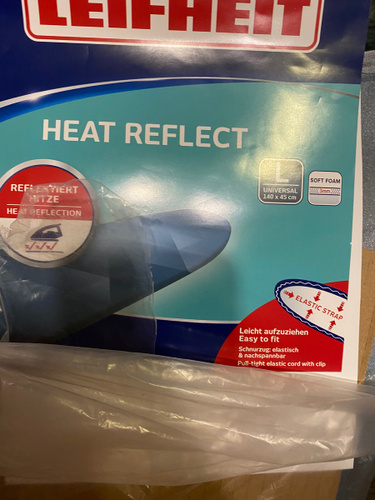 LEIFHEIT
HEAT REFLECT
REFLEKTIERT
HITZE
HEAT REFLECTION
L
UNIVERSAL
140 x 45 cm
SOFT FOAM
3mm
ELASTIC STRAP
Leicht aufzuziehen
Easy to fit
Schnurzug: elastisch
& nachspannbar
Pull-tight elastic cord with clip